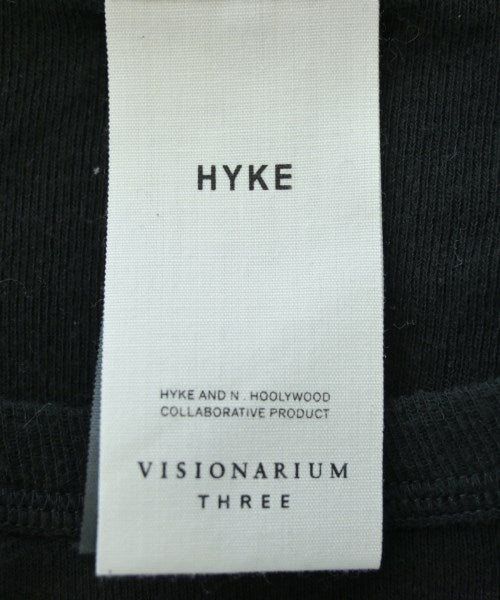 HYKE
HYKE AND N . HOOLYWOOD
COLLABORATIVE PRODUCT
VISIONARIUM
THREE